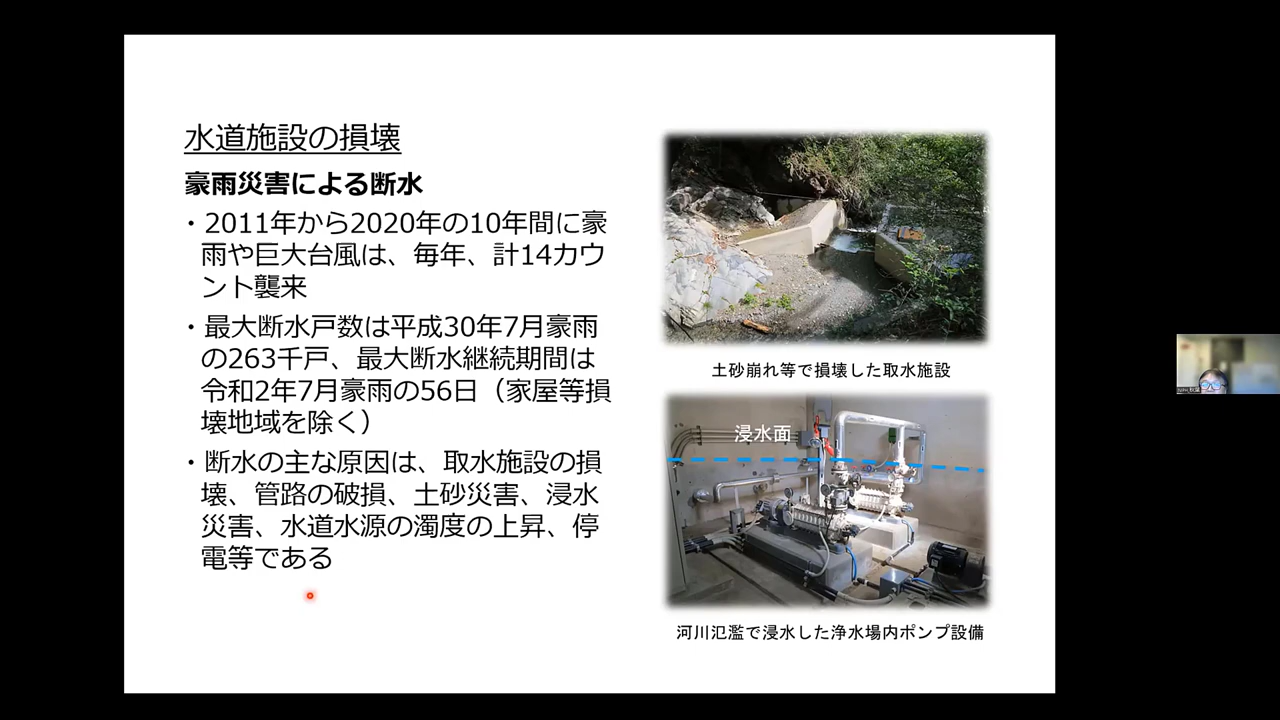 水道施設の損壊
豪雨災害による断水
・2011年から2020年の10年間に豪
雨や巨大台風は、毎年、計14カウ
ント襲来
・最大断水戸数は平成30年7月豪雨
の263千戸、最大断水継続期間は
令和2年7月豪雨の56日（家屋等損
壊地域を除く）
・断水の主な原因は、取水施設の損
壊、管路の破損、土砂災害、浸水
災害、水道水源の濁度の上昇、停
電等である
土砂崩れ等で損壊した取水施設
浸水面
河川氾濫で浸水した浄水場内ポンプ設備